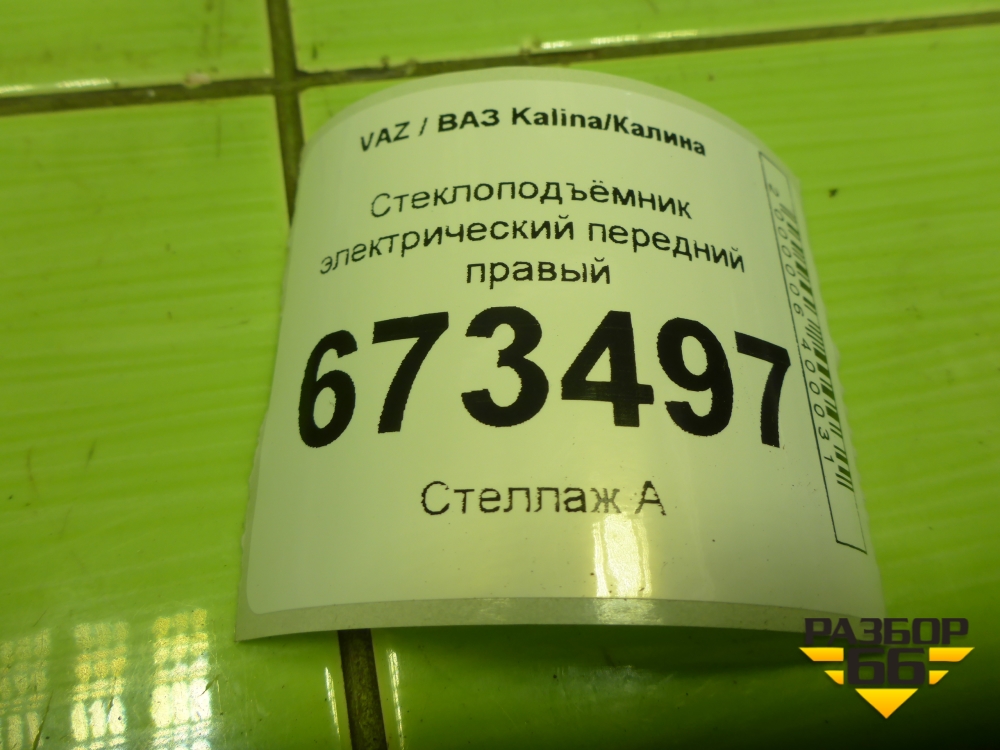 VAZ / ВАЗ Kalina/Калина
Стеклоподъёмник
электрический передний
правый
673497
Стеллаж А
РАЗБОР
66